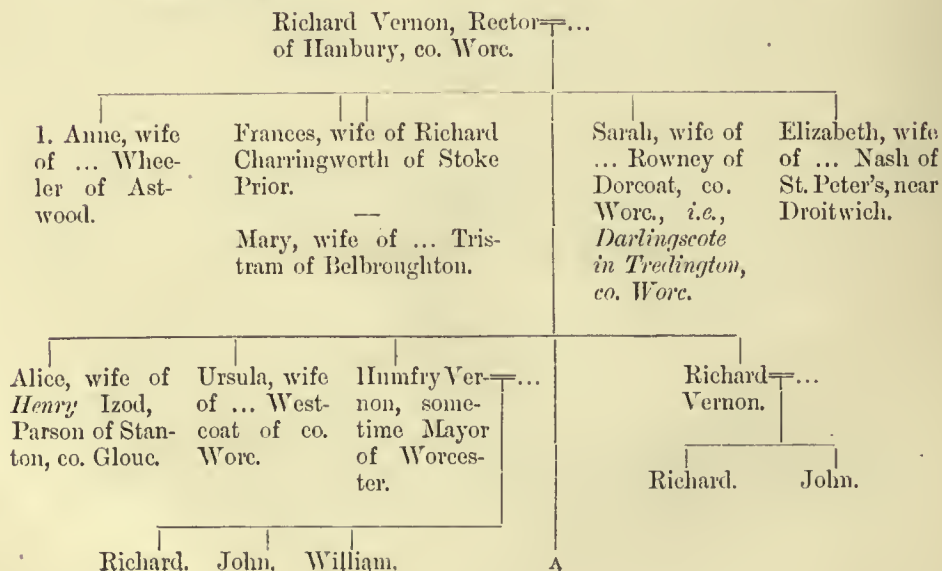 Richard Vernon, Rector=...
of Hanbury, co. Worc.
1. Anne, wife
of ... Whee-
ler of Ast-
wood.
Frances, wife of Richard
Charringworth of Stoke
Prior.
—
Mary, wife of ... Tris-
tram of Belbroughton.
Sarah, wife of
... Rowney of
Dorcoat, co.
Worc., i.e.,
Darlingscote
in Tredington,
co. Worc.
Elizabeth, wife
of ... Nash of
St. Peter's, near
Droitwich.
Alice, wife of
Henry Izod,
Parson of Stan-
ton, co. Glouc.
Ursula, wife
of ... West-
coat of co.
Worc.
Humfry Ver-=...
non, some-
time Mayor
of Worces-
ter.
Richard=...
Vernon.
Richard. John.
Richard. John. William.
A